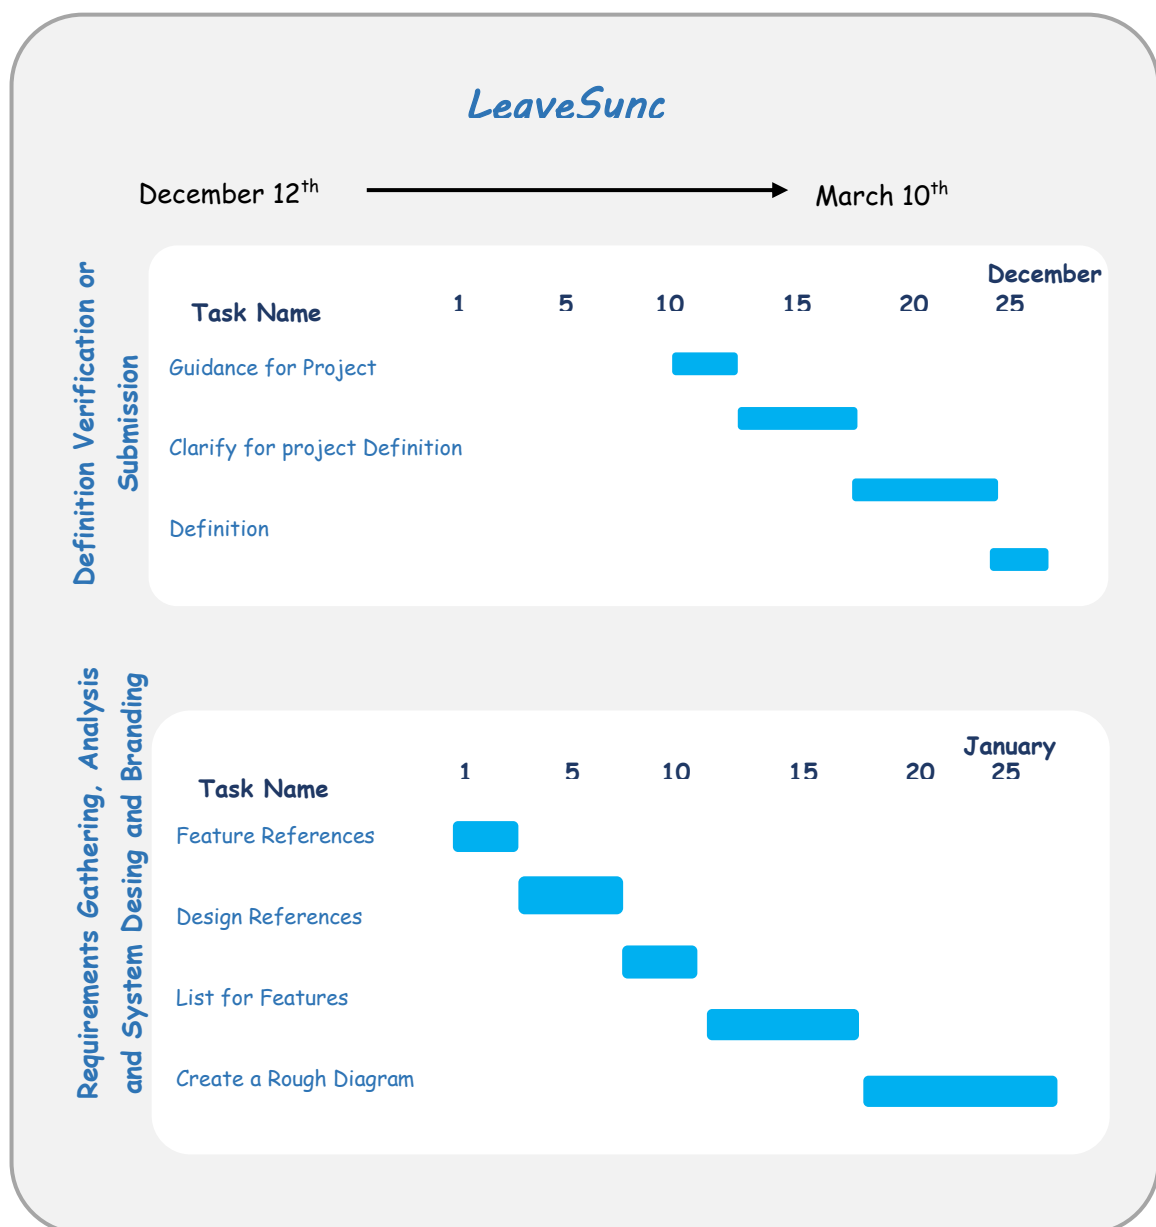 LeaveSunc
December 12th
March 10th
Definition Verification or
Submission
December
Task Name 1 5 10 15 20 25
Guidance for Project
Clarify for project Definition
Definition
Requirements Gathering, Analysis
and System Desing and Branding
January
Task Name 1 5 10 15 20 25
Feature References
Design References
List for Features
Create a Rough Diagram